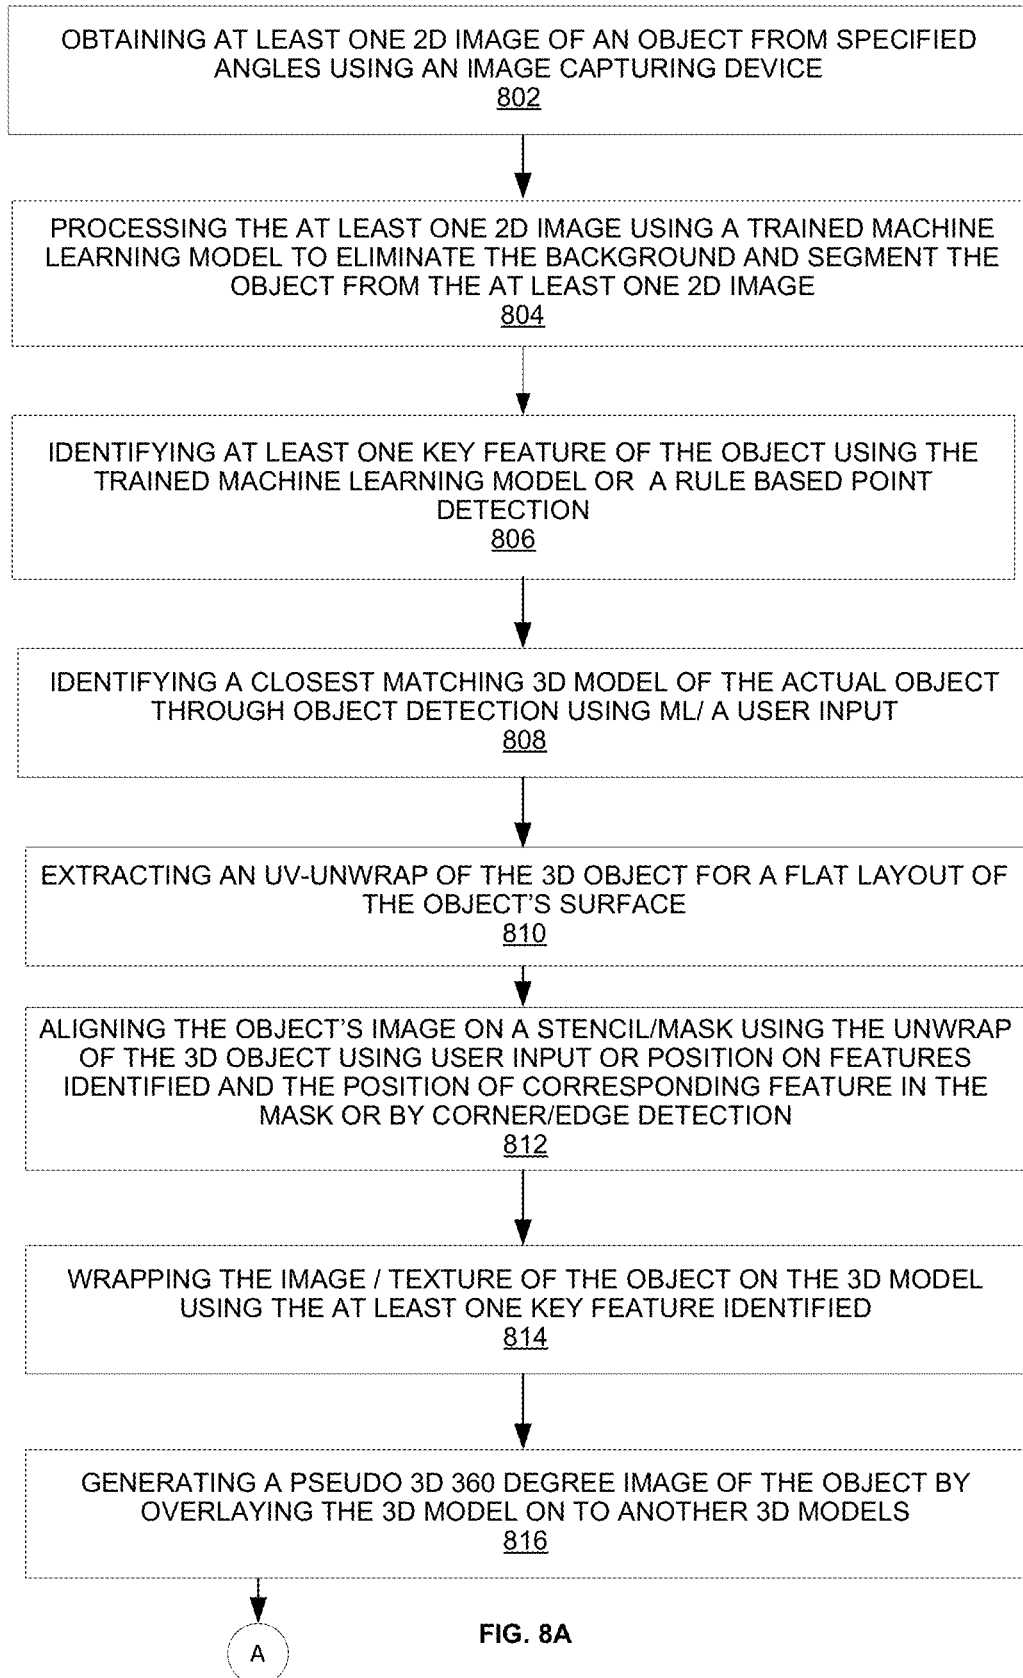 OBTAINING AT LEAST ONE 2D IMAGE OF AN OBJECT FROM SPECIFIED
ANGLES USING AN IMAGE CAPTURING DEVICE
802
PROCESSING THE AT LEAST ONE 2D IMAGE USING A TRAINED MACHINE
LEARNING MODEL TO ELIMINATE THE BACKGROUND AND SEGMENT THE
OBJECT FROM THE AT LEAST ONE 2D IMAGE
804
IDENTIFYING AT LEAST ONE KEY FEATURE OF THE OBJECT USING THE
TRAINED MACHINE LEARNING MODEL OR A RULE BASED POINT
DETECTION
806
IDENTIFYING A CLOSEST MATCHING 3D MODEL OF THE ACTUAL OBJECT
THROUGH OBJECT DETECTION USING ML/ A USER INPUT
808
EXTRACTING AN UV-UNWRAP OF THE 3D OBJECT FOR A FLAT LAYOUT OF
THE OBJECT'S SURFACE
810
ALIGNING THE OBJECT'S IMAGE ON A STENCIL/MASK USING THE UNWRAP
OF THE 3D OBJECT USING USER INPUT OR POSITION ON FEATURES
IDENTIFIED AND THE POSITION OF CORRESPONDING FEATURE IN THE
MASK OR BY CORNER/EDGE DETECTION
812
WRAPPING THE IMAGE / TEXTURE OF THE OBJECT ON THE 3D MODEL
USING THE AT LEAST ONE KEY FEATURE IDENTIFIED
814
GENERATING A PSEUDO 3D 360 DEGREE IMAGE OF THE OBJECT BY
OVERLAYING THE 3D MODEL ON TO ANOTHER 3D MODELS
816
A
FIG. 8A